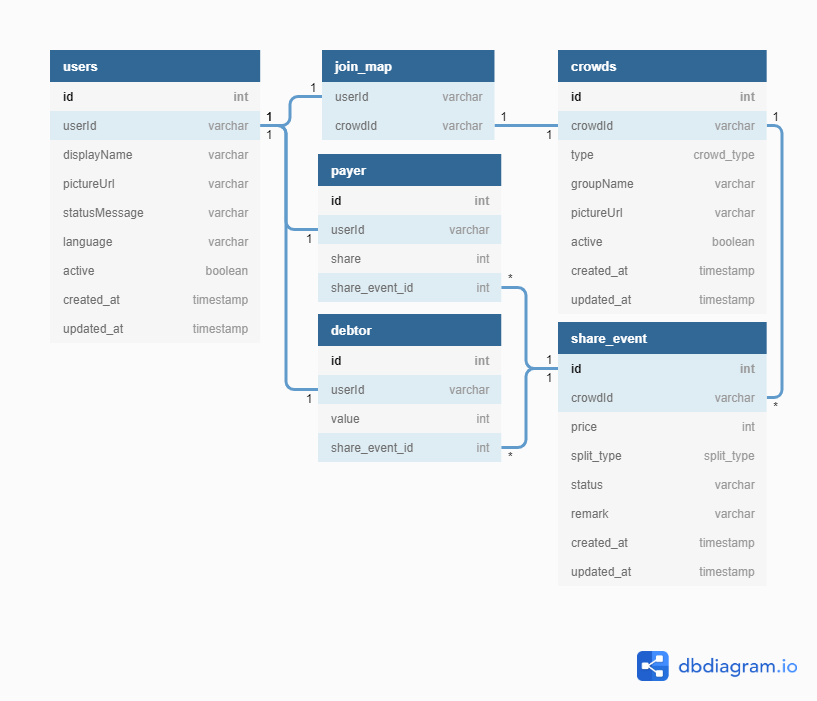 users
id int
userId varchar
displayName varchar
pictureUrl varchar
statusMessage varchar
language varchar
active boolean
created_at timestamp
updated_at timestamp
1
1
join_map
userId varchar
crowdId varchar
1
1
1
payer
id int
userId varchar
share int
share_event_id int
1
*
debtor
id int
userId varchar
value int
share_event_id int
1
*
crowds
id int
crowdId varchar
type crowd_type
groupName varchar
pictureUrl varchar
active boolean
created_at timestamp
updated_at timestamp
1
share_event
id int
crowdId varchar
price int
split_type split_type
status varchar
remark varchar
created_at timestamp
updated_at timestamp
1
1
*
dbdiagram.io